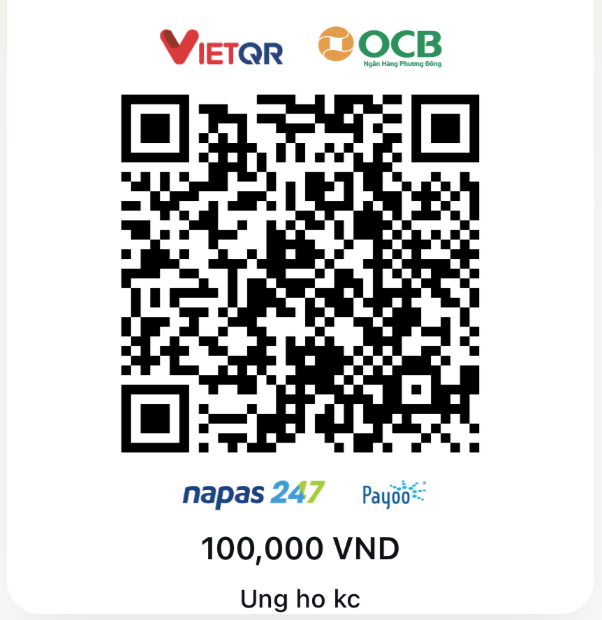 VIETQR OCB
Ngân Hàng Phương Đông
napas 247 Payoo
100,000 VND
Ung ho kc